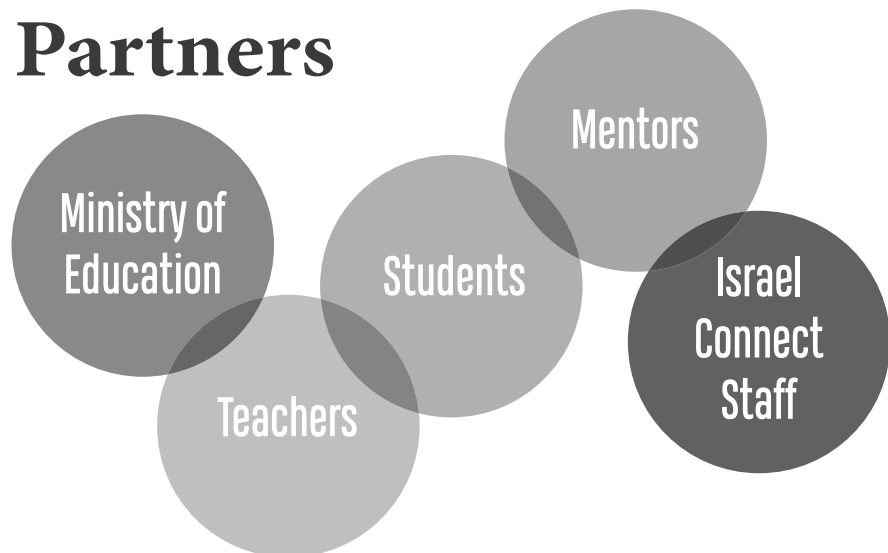 Partners
Ministry of
Education
Teachers
Students
Mentors
Israel
Connect
Staff